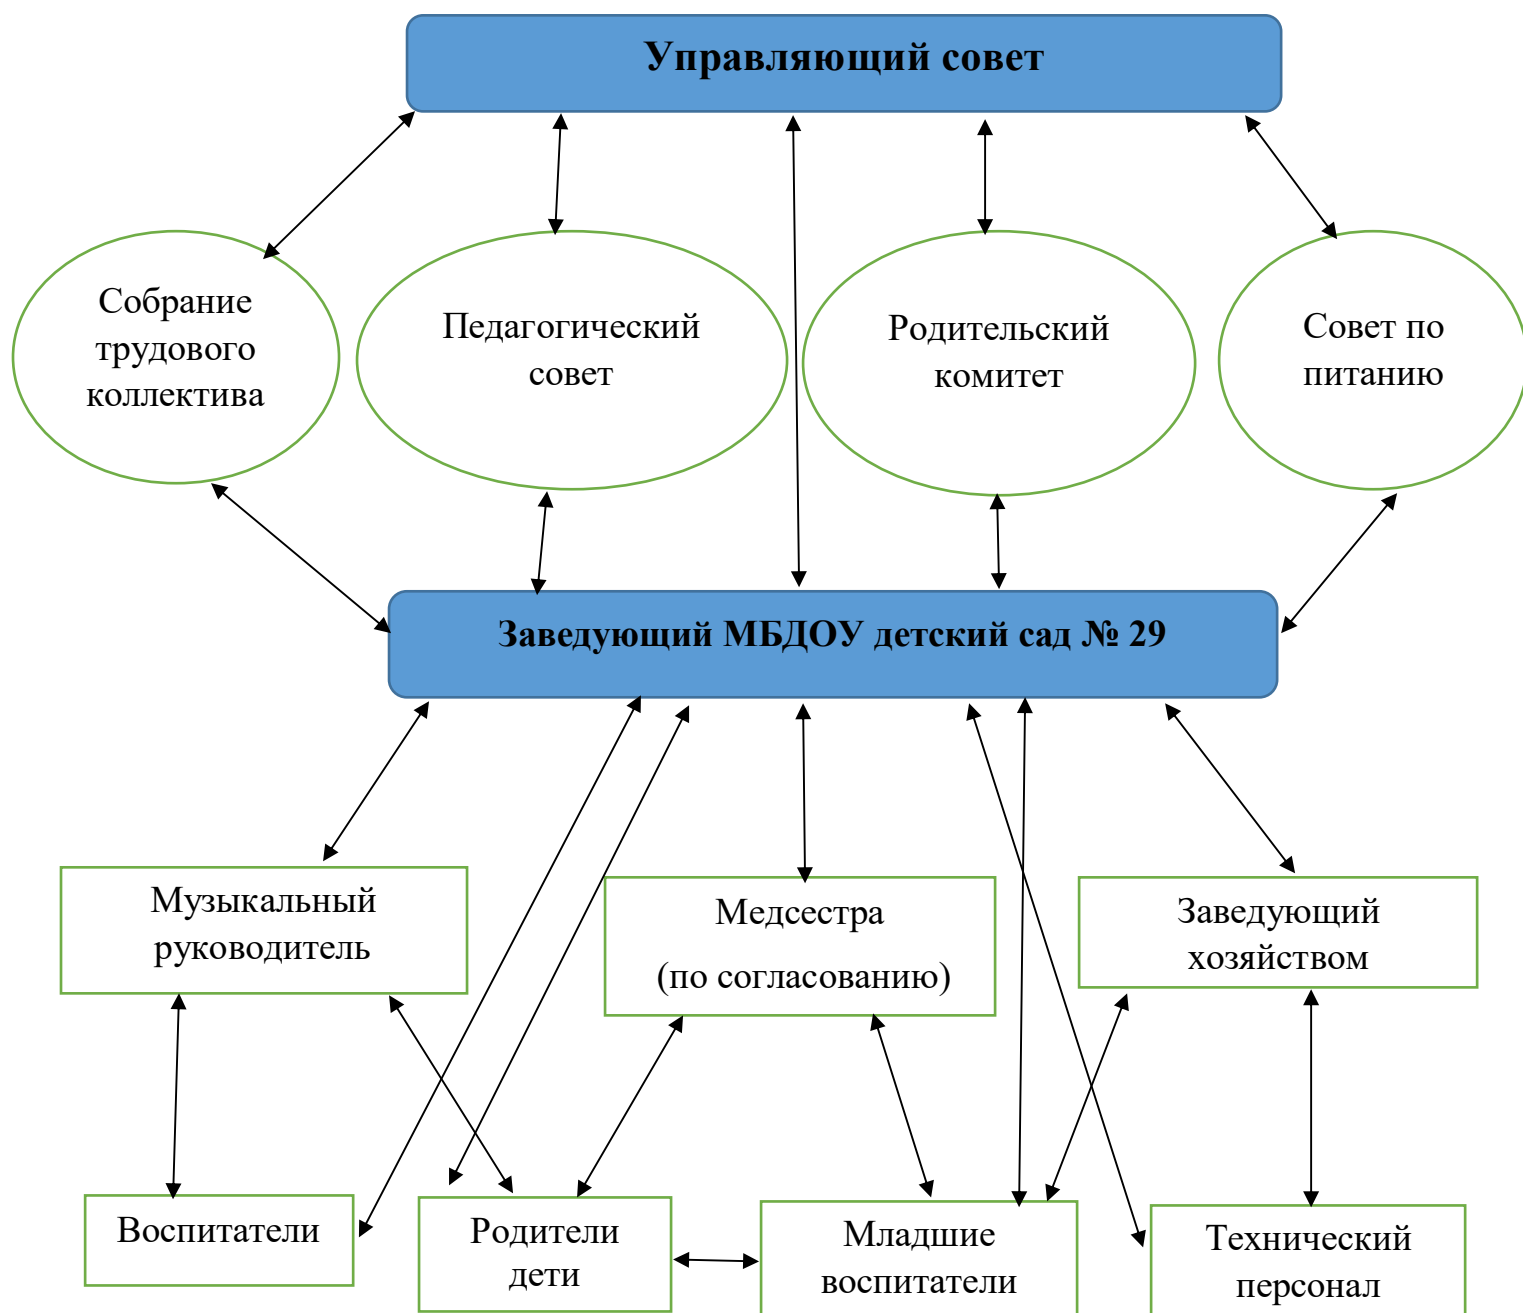 Управляющий совет
Собрание
трудового
коллектива
Педагогический
совет
Родительский
комитет
Совет по
питанию
Заведующий МБДОУ детский сад № 29
Музыкальный
руководитель
Медсестра
(по согласованию)
Заведующий
хозяйством
Воспитатели
Родители
дети
Младшие
воспитатели
Технический
персонал